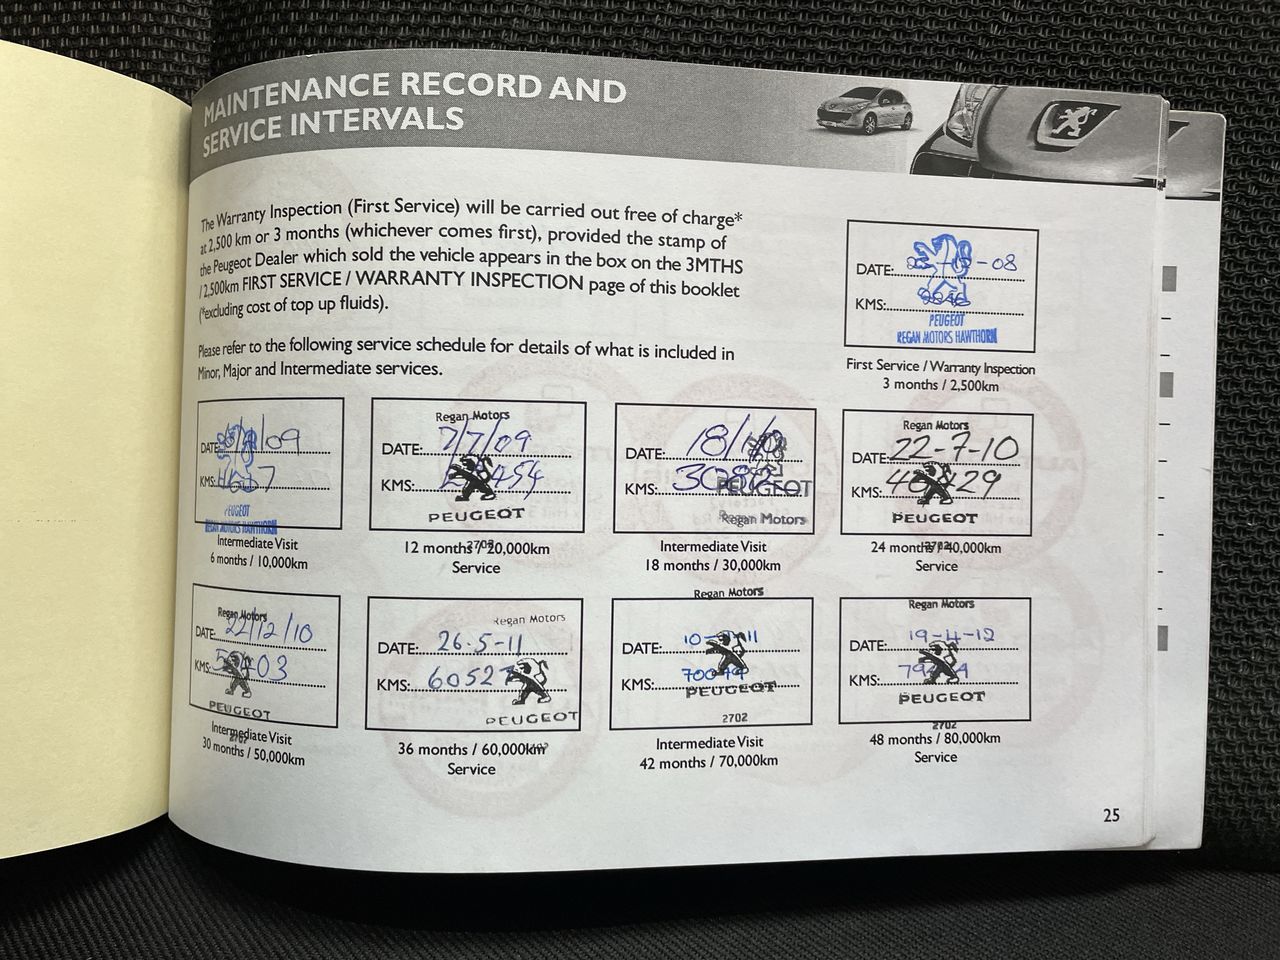 MAINTENANCE RECORD AND
SERVICE INTERVALS
The Warranty Inspection (First Service) will be carried out free of charge*
at 2,500 km or 3 months (whichever comes first), provided the stamp of
the Peugeot Dealer which sold the vehicle appears in the box on the 3MTHS
/ 2,500km FIRST SERVICE / WARRANTY INSPECTION page of this booklet
(*excluding cost of top up fluids).
Please refer to the following service schedule for details of what is included in
Minor, Major and Intermediate services.
DATE: -08
KMS:
PEUGEOT
REGAN MOTORS HAWTHORN
First Service / Warranty Inspection
3 months / 2,500km
DATE: /09
KMS:
PEUGEOT
REGAN MOTORS HAWTHORN
Intermediate Visit
6 months / 10,000km
Regan Motors
DATE: 7/7/09
KMS:
PEUGEOT
2702
12 months / 20,000km
Service
DATE: 18/1/10
KMS:
PEUGEOT
Regan Motors
Intermediate Visit
18 months / 30,000km
Regan Motors
DATE: 22-7-10
KMS:
PEUGEOT
2702
24 months / 40,000km
Service
Regan Motors
DATE: 22/12/10
KMS:
PEUGEOT
2702
Intermediate Visit
30 months / 50,000km
Regan Motors
DATE: 26·5-11
KMS: 60527
PEUGEOT
36 months / 60,000km
Service
Regan Motors
DATE:
KMS:
PEUGEOT
2702
Intermediate Visit
42 months / 70,000km
Regan Motors
DATE: 19-4-12
KMS:
PEUGEOT
2702
48 months / 80,000km
Service
25